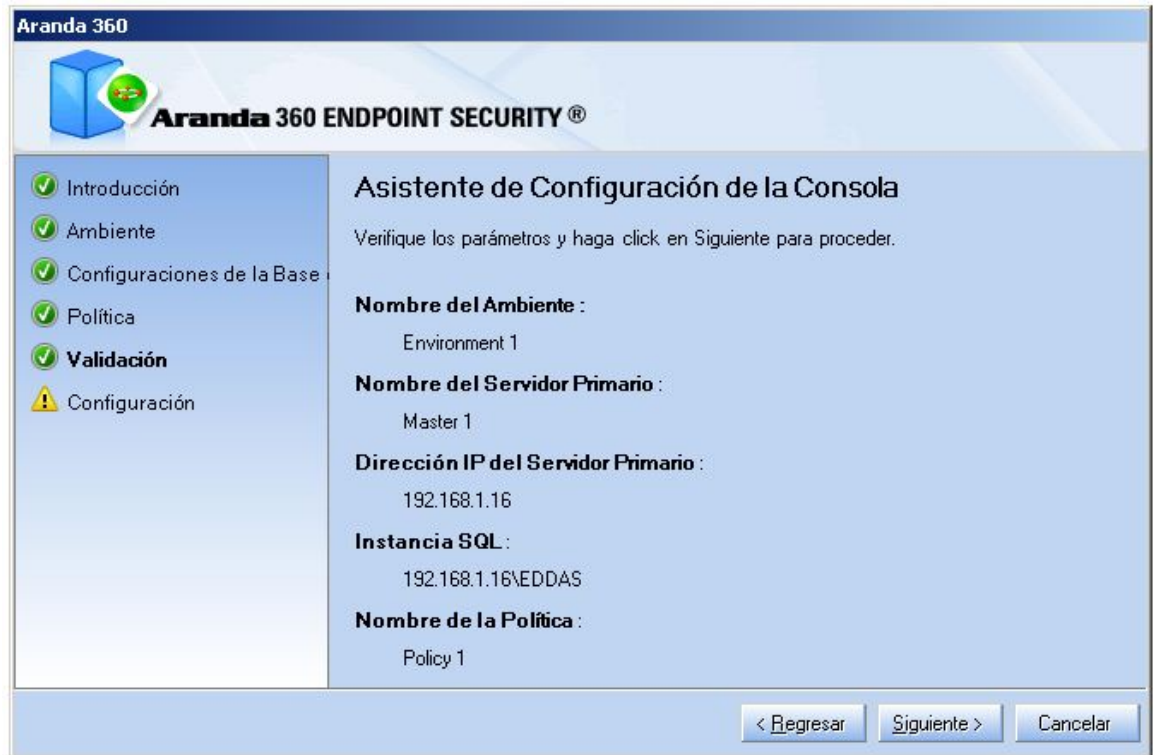 Aranda 360
Aranda 360 ENDPOINT SECURITY ®
Introducción
Ambiente
Configuraciones de la Base
Política
Validación
Configuración
Asistente de Configuración de la Consola
Verifique los parámetros y haga click en Siguiente para proceder.
Nombre del Ambiente :
Environment 1
Nombre del Servidor Primario :
Master 1
Dirección IP del Servidor Primario :
192.168.1.16
Instancia SQL :
192.168.1.16\EDDAS
Nombre de la Política :
Policy 1
< Regresar
Siguiente >
Cancelar